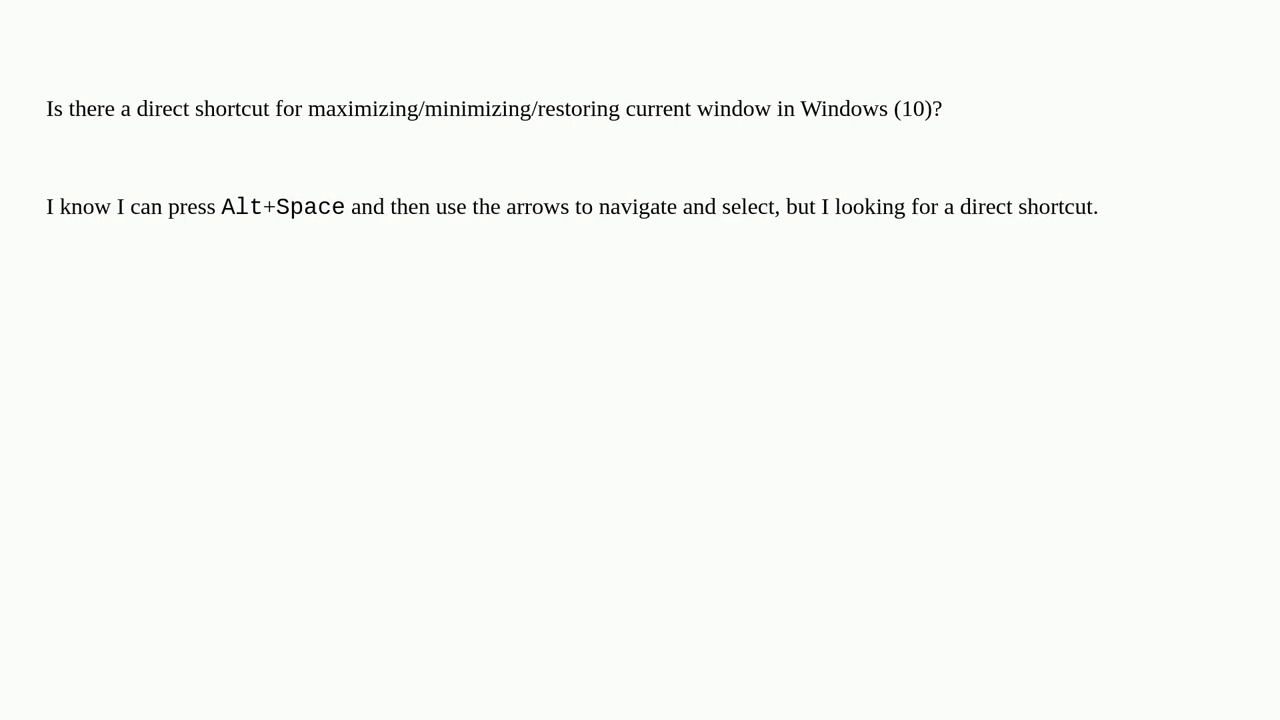 Is there a direct shortcut for maximizing/minimizing/restoring current window in Windows (10)?
I know I can press Alt+Space and then use the arrows to navigate and select, but I looking for a direct shortcut.